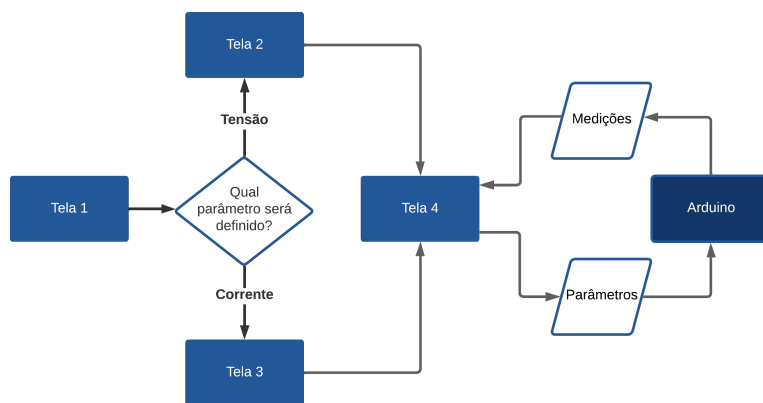 Tela 2
Tensão
Tela 1
Qual
parâmetro será
definido?
Corrente
Tela 3
Tela 4
Medições
Arduino
Parâmetros